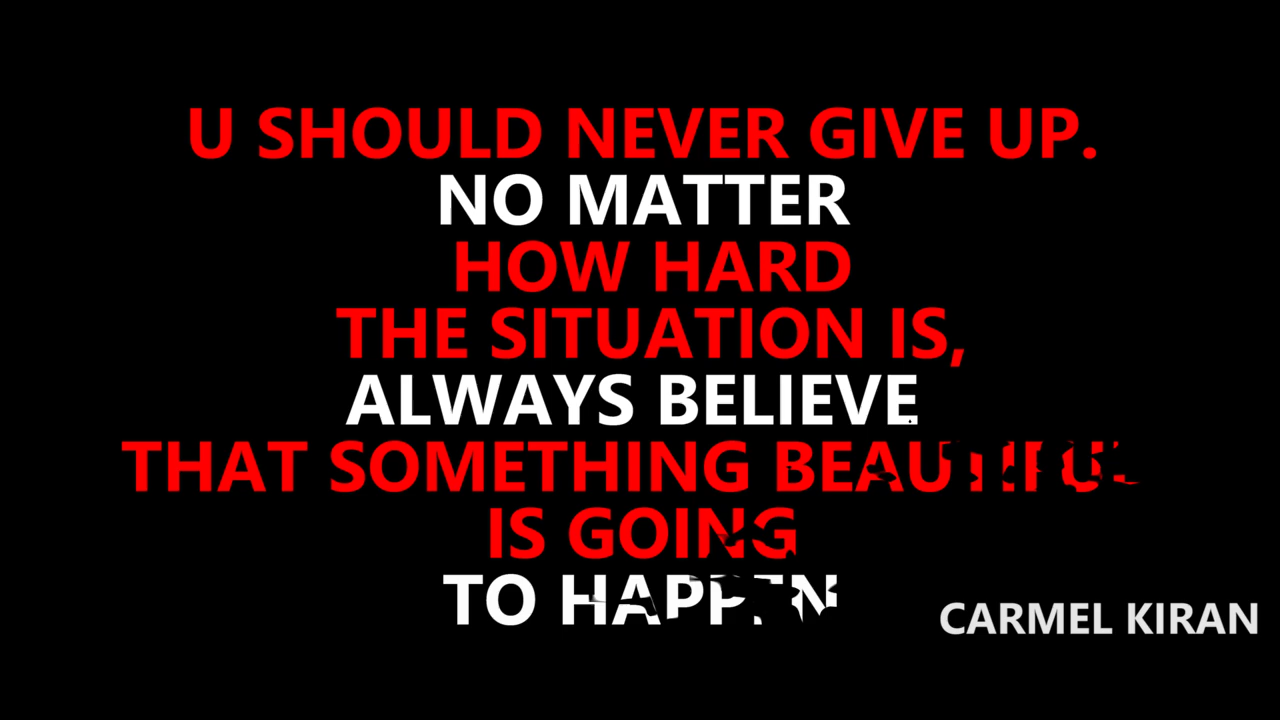 U SHOULD NEVER GIVE UP.
NO MATTER
HOW HARD
THE SITUATION IS,
ALWAYS BELIEVE
THAT SOMETHING BEAUTIFUL
IS GOING
TO HAPPEN
CARMEL KIRAN